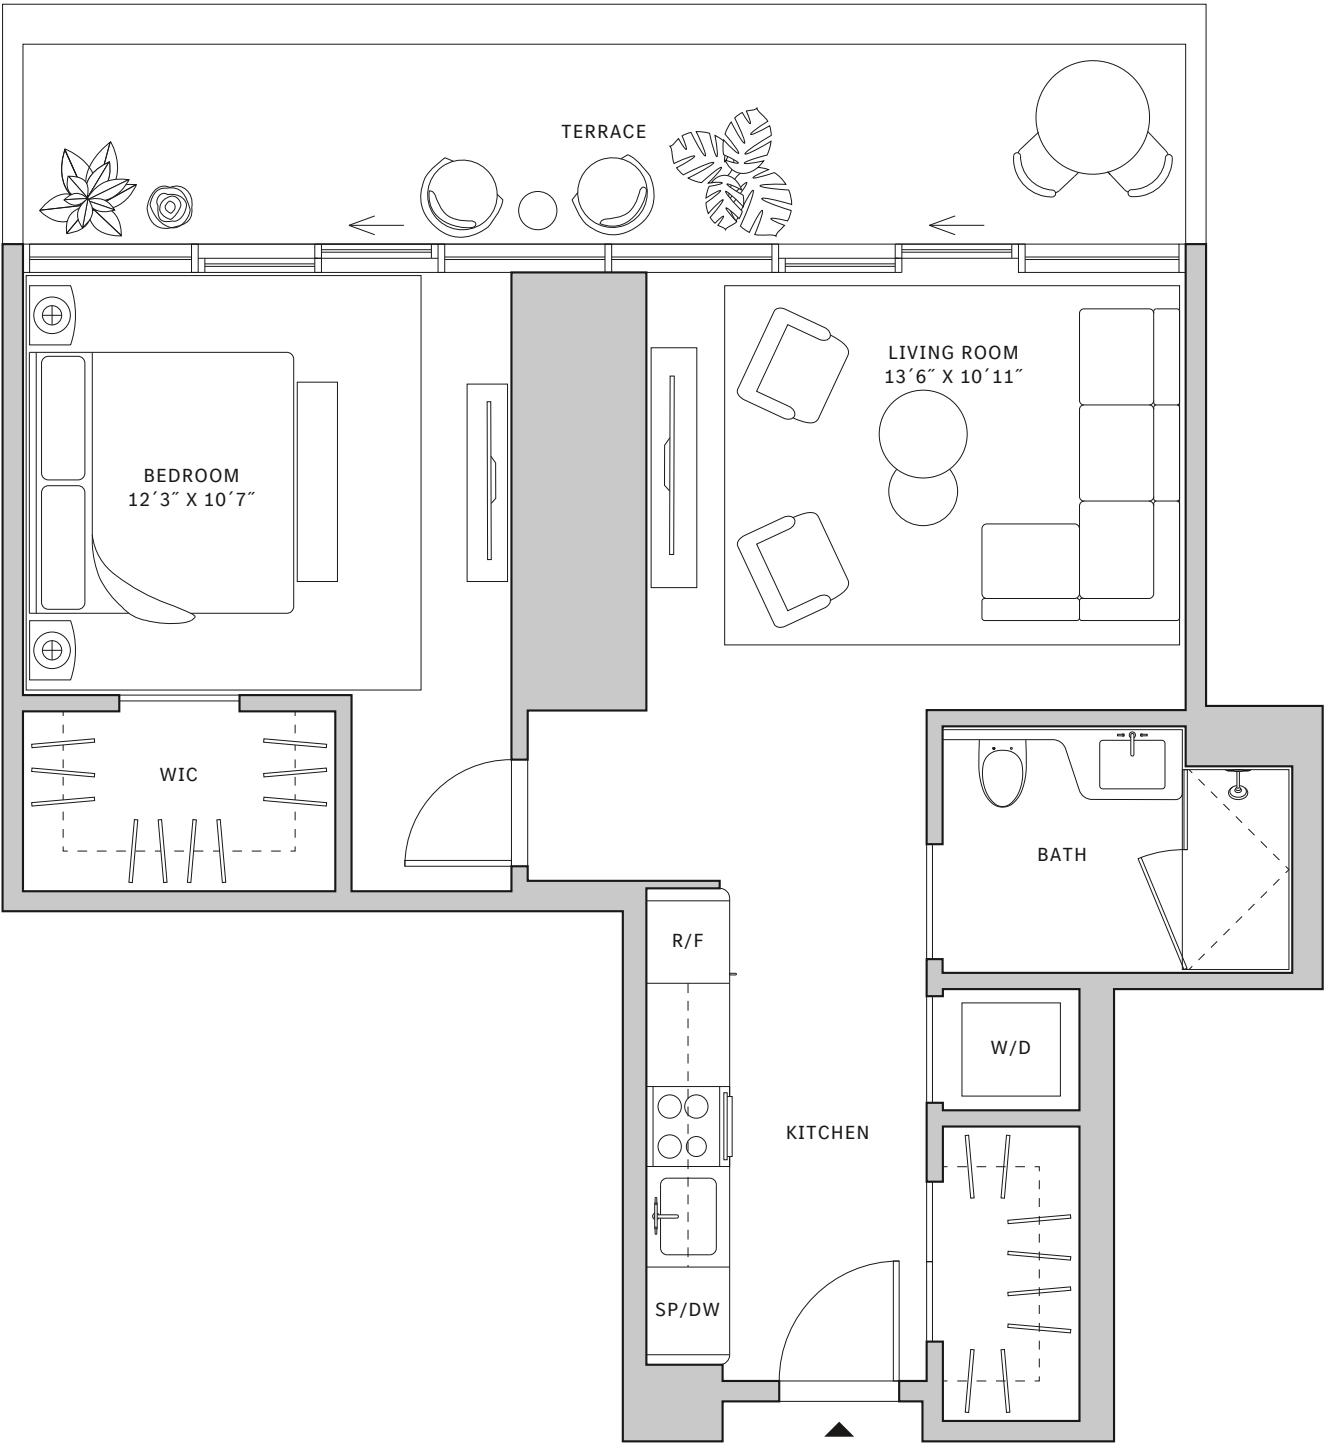 TERRACE
LIVING ROOM
13´6˝ X 10´11˝
BEDROOM
12´3˝ X 10´7˝
WIC
BATH
R/F
W/D
KITCHEN
SP/DW